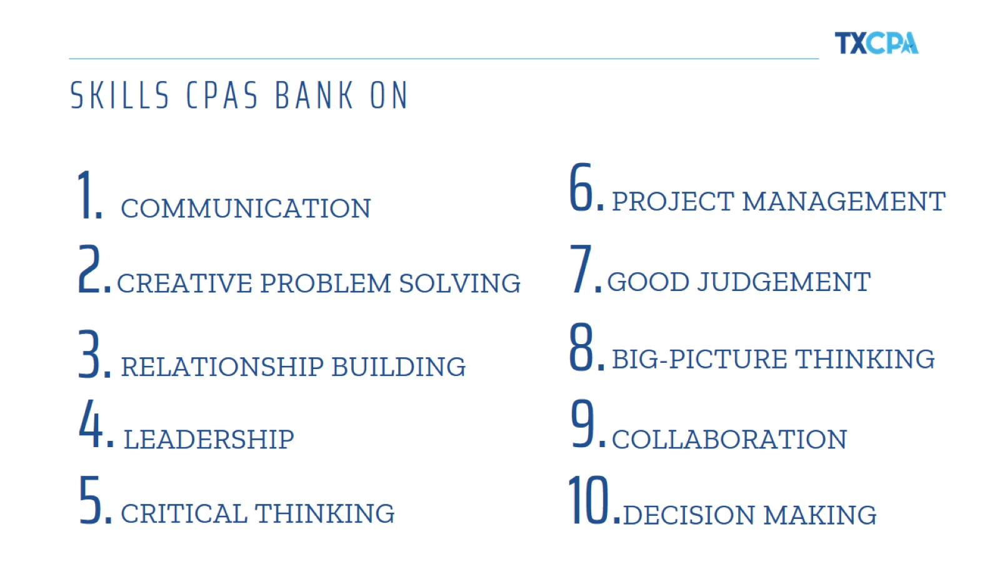 TXCPA
SKILLS CPAS BANK ON
1. COMMUNICATION
2. CREATIVE PROBLEM SOLVING
3. RELATIONSHIP BUILDING
4. LEADERSHIP
5. CRITICAL THINKING
6. PROJECT MANAGEMENT
7. GOOD JUDGEMENT
8. BIG-PICTURE THINKING
9. COLLABORATION
10. DECISION MAKING